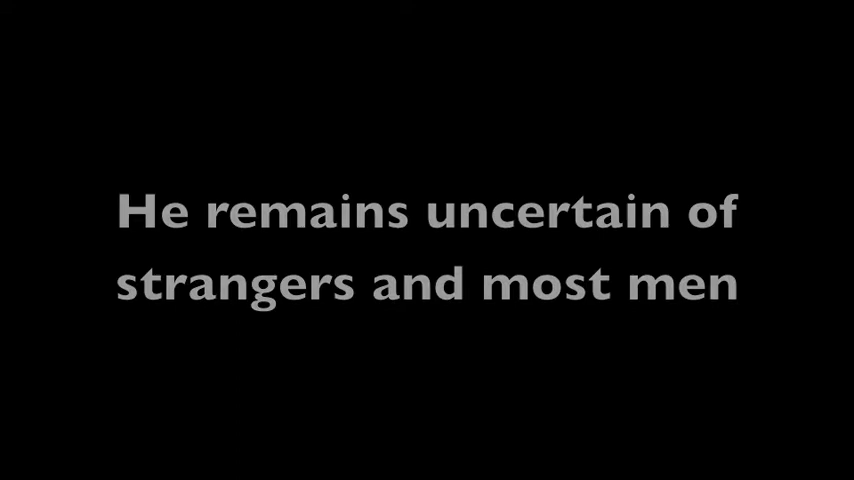 He remains uncertain of
strangers and most men